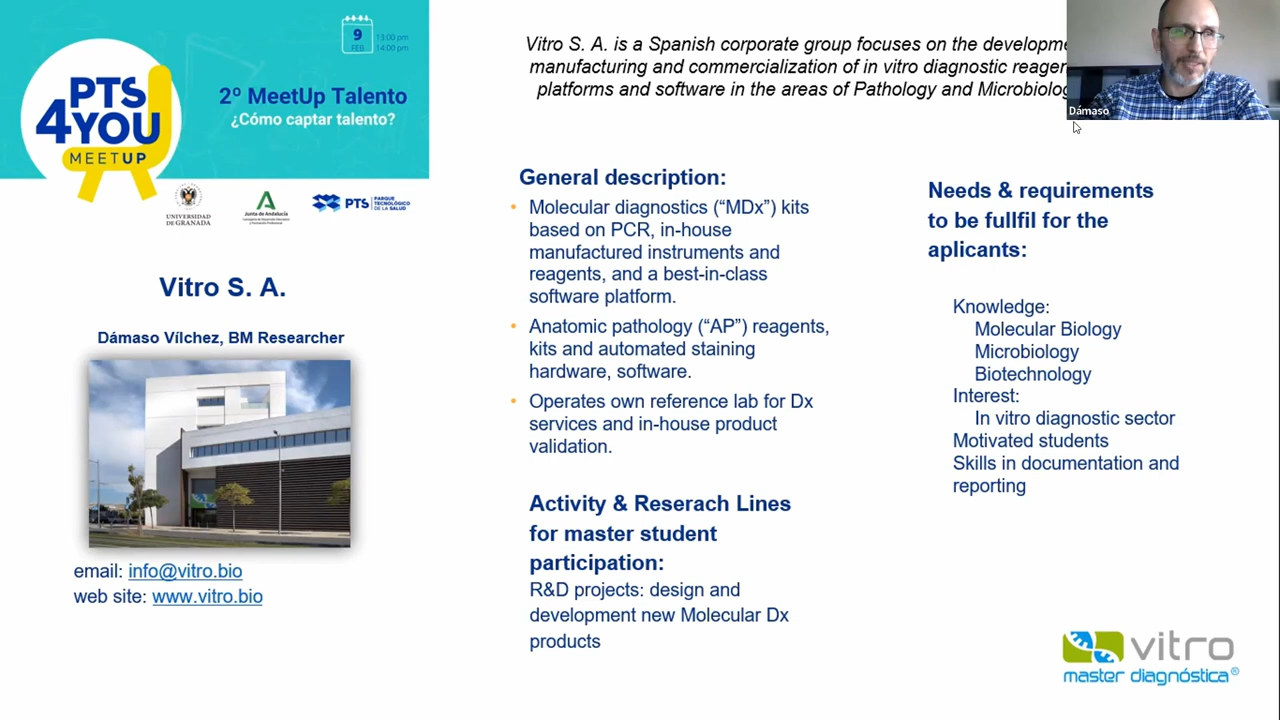 9
FEB
13:00 pm
14:00 pm
PTS
4YOU
MEETUP
2º MeetUp Talento
¿Cómo captar talento?
UNIVERSIDAD
DE GRANADA
Junta de Andalucía
PTS
PARQUE
TECNOLÓGICO
DE LA SALUD
Vitro S. A.
Dámaso Vílchez, BM Researcher
email: info@vitro.bio
web site: www.vitro.bio
Vitro S. A. is a Spanish corporate group focuses on the developme
manufacturing and commercialization of in vitro diagnostic reager
platforms and software in the areas of Pathology and Microbiolog
Dámaso
General description:
• Molecular diagnostics (“MDx”) kits
based on PCR, in-house
manufactured instruments and
reagents, and a best-in-class
software platform.
• Anatomic pathology (“AP”) reagents,
kits and automated staining
hardware, software.
• Operates own reference lab for Dx
services and in-house product
validation.
Activity & Reserach Lines
for master student
participation:
R&D projects: design and
development new Molecular Dx
products
Needs & requirements
to be fullfil for the
aplicants:
Knowledge:
Molecular Biology
Microbiology
Biotechnology
Interest:
In vitro diagnostic sector
Motivated students
Skills in documentation and
reporting
vitro
master diagnóstica®